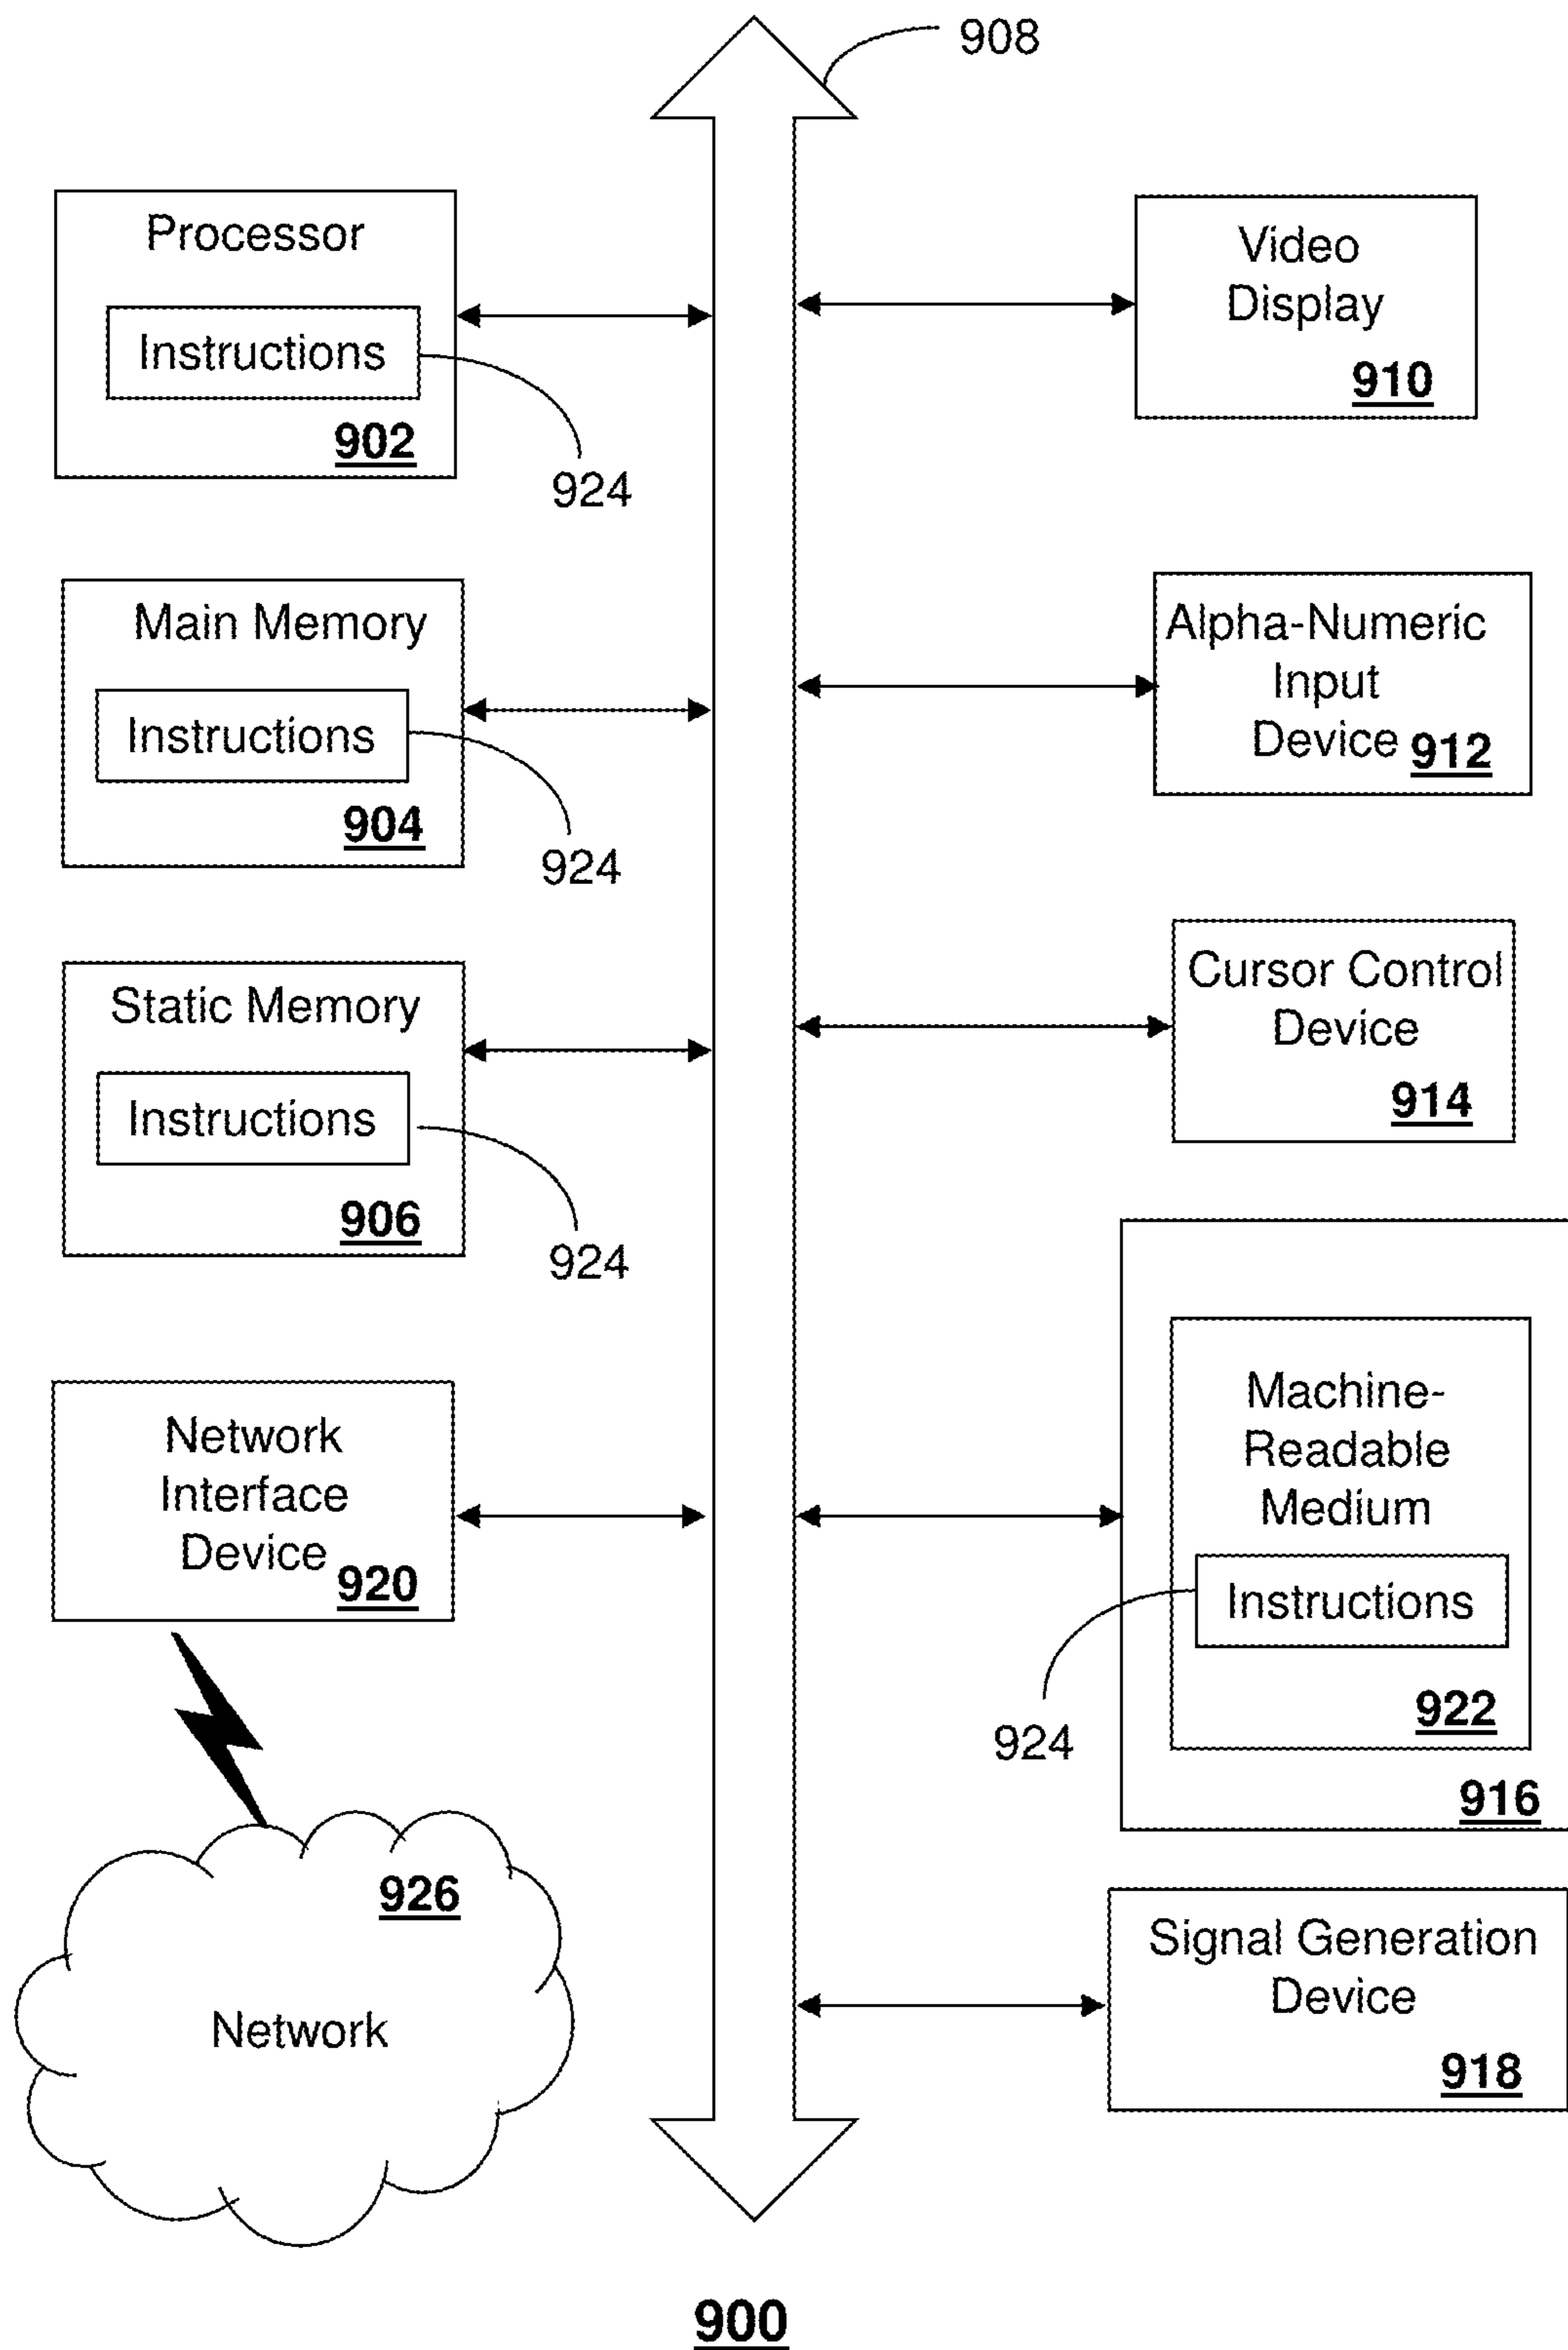 908
Processor
Instructions
902
924
Video
Display
910
Main Memory
Instructions
904
924
Alpha-Numeric
Input
Device 912
Static Memory
Instructions
906
924
Cursor Control
Device
914
Network
Interface
Device 920
Machine-
Readable
Medium
Instructions
922
924
916
926
Network
Signal Generation
Device
918
900